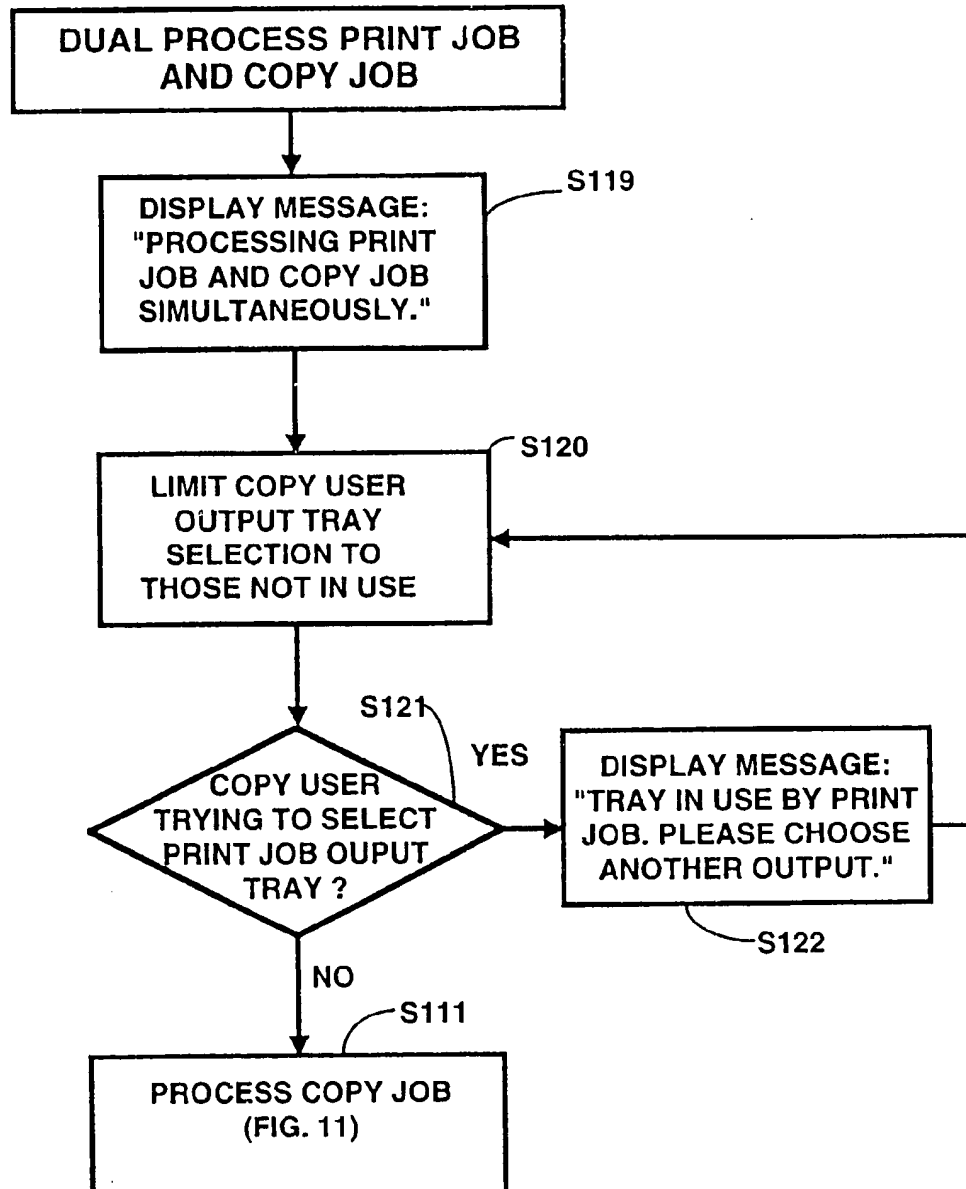 DUAL PROCESS PRINT JOB
AND COPY JOB
S119
DISPLAY MESSAGE:
"PROCESSING PRINT
JOB AND COPY JOB
SIMULTANEOUSLY."
S120
LIMIT COPY USER
OUTPUT TRAY
SELECTION TO
THOSE NOT IN USE
S121
COPY USER
TRYING TO SELECT
PRINT JOB OUPUT
TRAY ?
YES
DISPLAY MESSAGE:
"TRAY IN USE BY PRINT
JOB. PLEASE CHOOSE
ANOTHER OUTPUT."
S122
NO
S111
PROCESS COPY JOB
(FIG. 11)